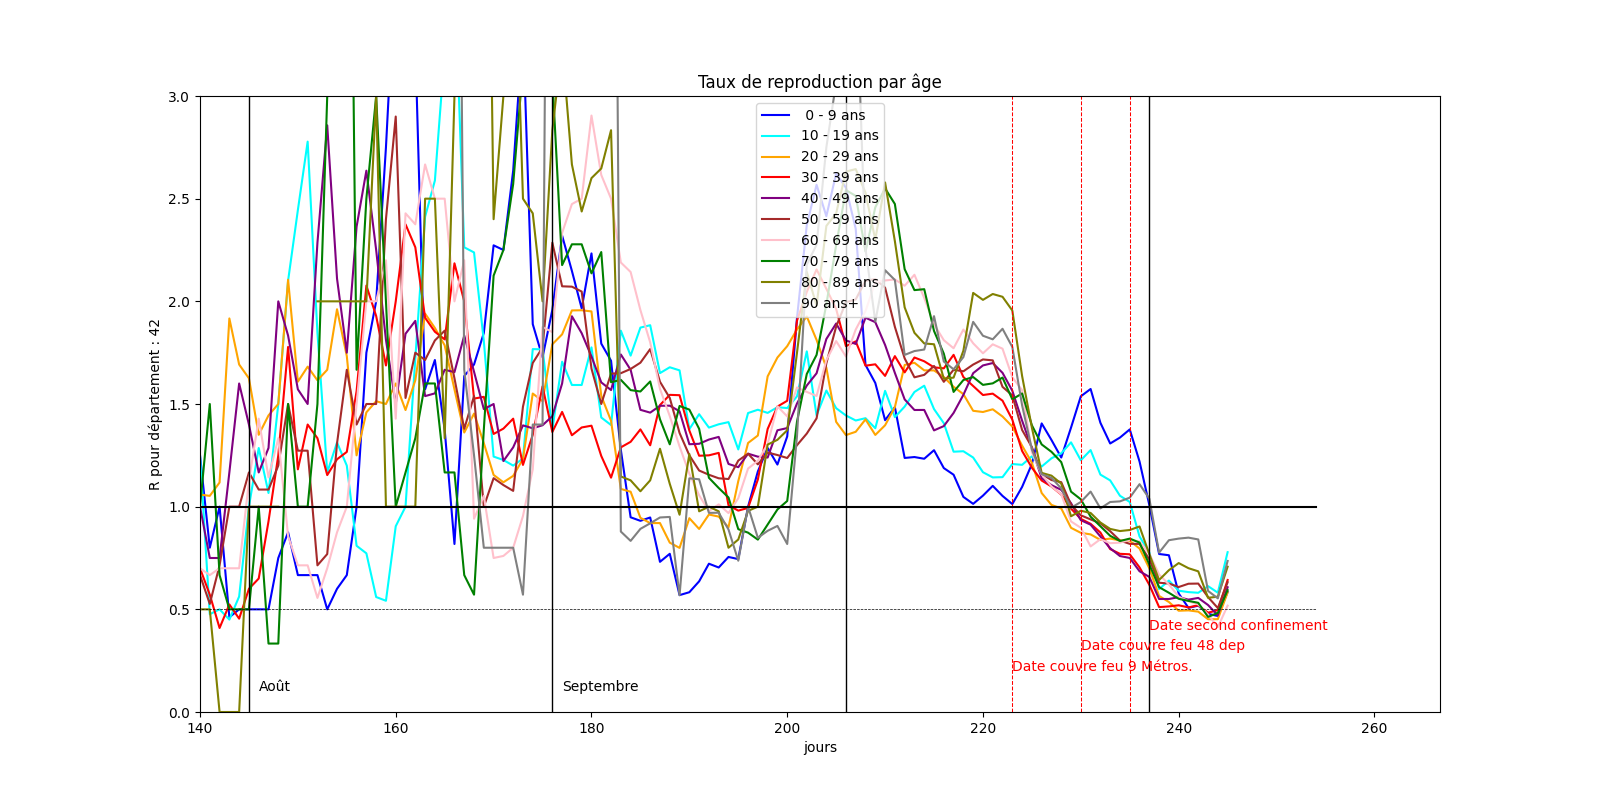 Taux de reproduction par âge
3.0
2.5
2.0
1.5
1.0
0.5
0.0
R pour département : 42
0 - 9 ans
10 - 19 ans
20 - 29 ans
30 - 39 ans
40 - 49 ans
50 - 59 ans
60 - 69 ans
70 - 79 ans
80 - 89 ans
90 ans+
Date second confinement
Date couvre feu 48 dep
Date couvre feu 9 Métros.
Août
Septembre
140
160
180
200
220
240
260
jours